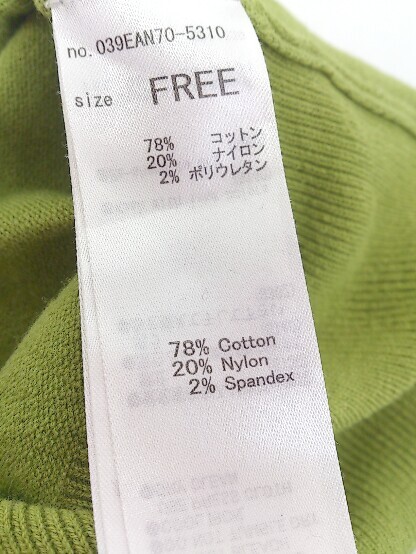 no. 039EAN70-5310
size FREE
78% コットン
20% ナイロン
2% ポリウレタン
78% Cotton
20% Nylon
2% Spandex